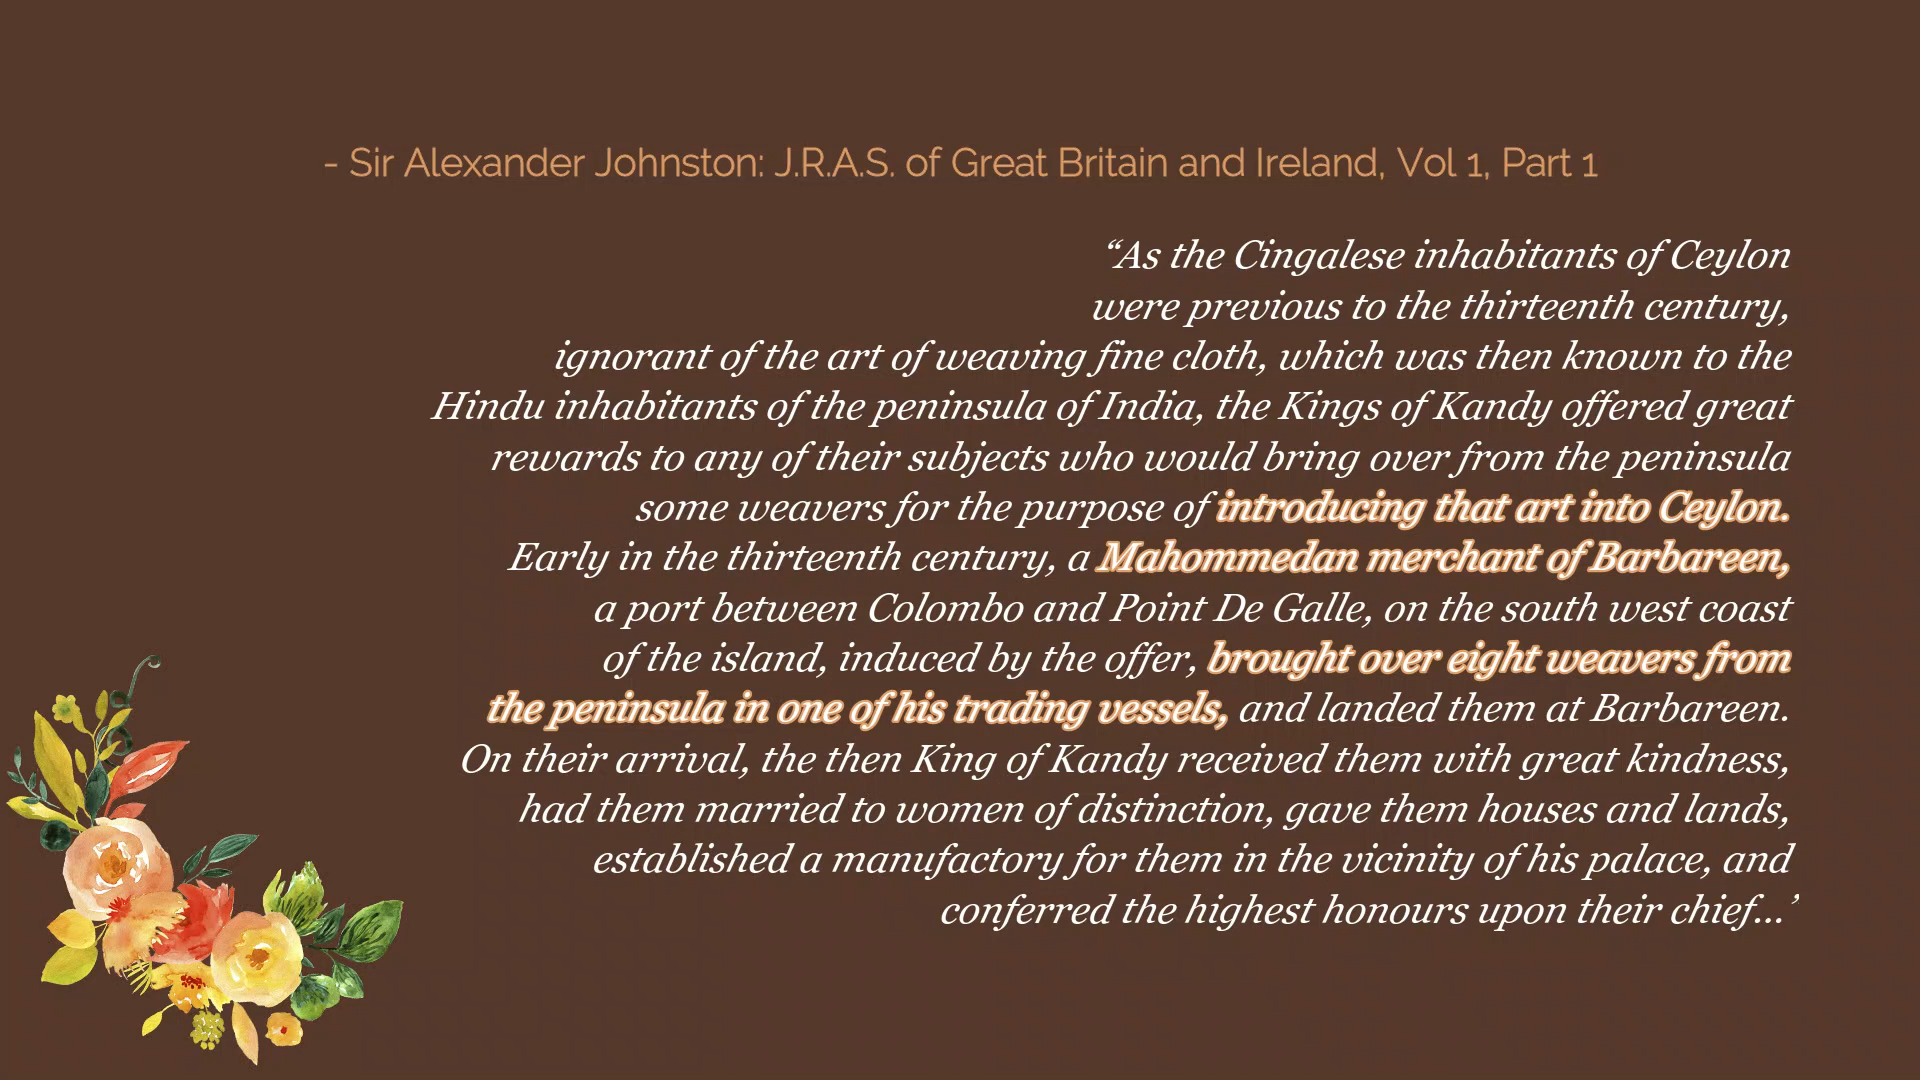 - Sir Alexander Johnston: J.R.A.S. of Great Britain and Ireland, Vol 1, Part 1
“As the Cingalese inhabitants of Ceylon
were previous to the thirteenth century,
ignorant of the art of weaving fine cloth, which was then known to the
Hindu inhabitants of the peninsula of India, the Kings of Kandy offered great
rewards to any of their subjects who would bring over from the peninsula
some weavers for the purpose of introducing that art into Ceylon.
Early in the thirteenth century, a Mahommedan merchant of Barbareen,
a port between Colombo and Point De Galle, on the south west coast
of the island, induced by the offer, brought over eight weavers from
the peninsula in one of his trading vessels, and landed them at Barbareen.
On their arrival, the then King of Kandy received them with great kindness,
had them married to women of distinction, gave them houses and lands,
established a manufactory for them in the vicinity of his palace, and
conferred the highest honours upon their chief...’